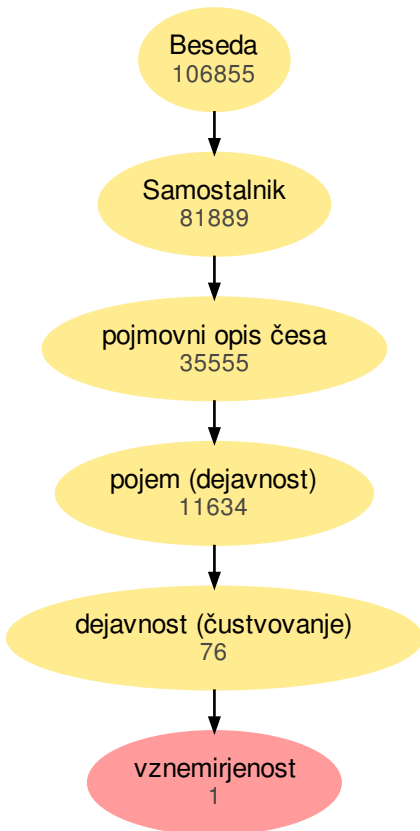 Beseda
106855
Samostalnik
81889
pojmovni opis česa
35555
pojem (dejavnost)
11634
dejavnost (čustvovanje)
76
vznemirjenost
1